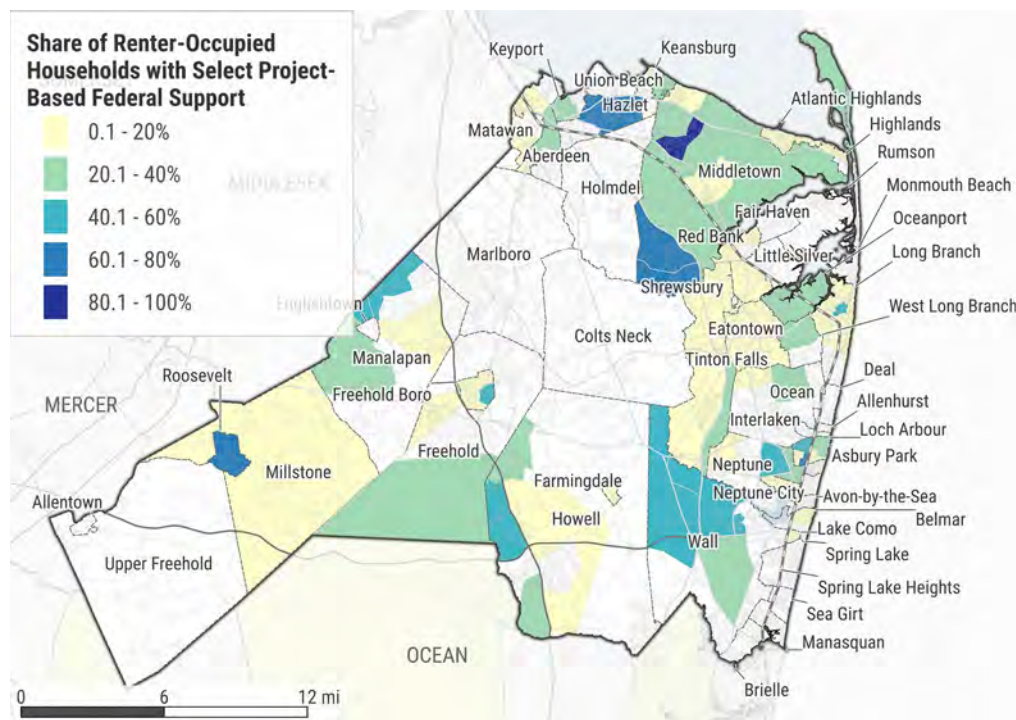 Share of Renter-Occupied
Households with Select Project-
Based Federal Support
0.1 - 20%
20.1 - 40%
40.1 - 60%
60.1 - 80%
80.1 - 100%
MIDDLESEX
Keyport
Keansburg
Union Beach
Hazlet
Atlantic Highlands
Matawan
Highlands
Aberdeen
Rumson
Holmdel
Middletown
Monmouth Beach
Fair Haven
Oceanport
Red Bank
Marlboro
Little Silver
Long Branch
Shrewsbury
Englishtown
West Long Branch
Eatontown
Colts Neck
Manalapan
Tinton Falls
Roosevelt
Deal
Freehold Boro
Ocean
MERCER
Allenhurst
Interlaken
Loch Arbour
Freehold
Asbury Park
Millstone
Neptune
Farmingdale
Allentown
Neptune City
Avon-by-the-Sea
Howell
Belmar
Lake Como
Wall
Spring Lake
Upper Freehold
Spring Lake Heights
Sea Girt
Manasquan
OCEAN
Brielle
0 6 12 mi